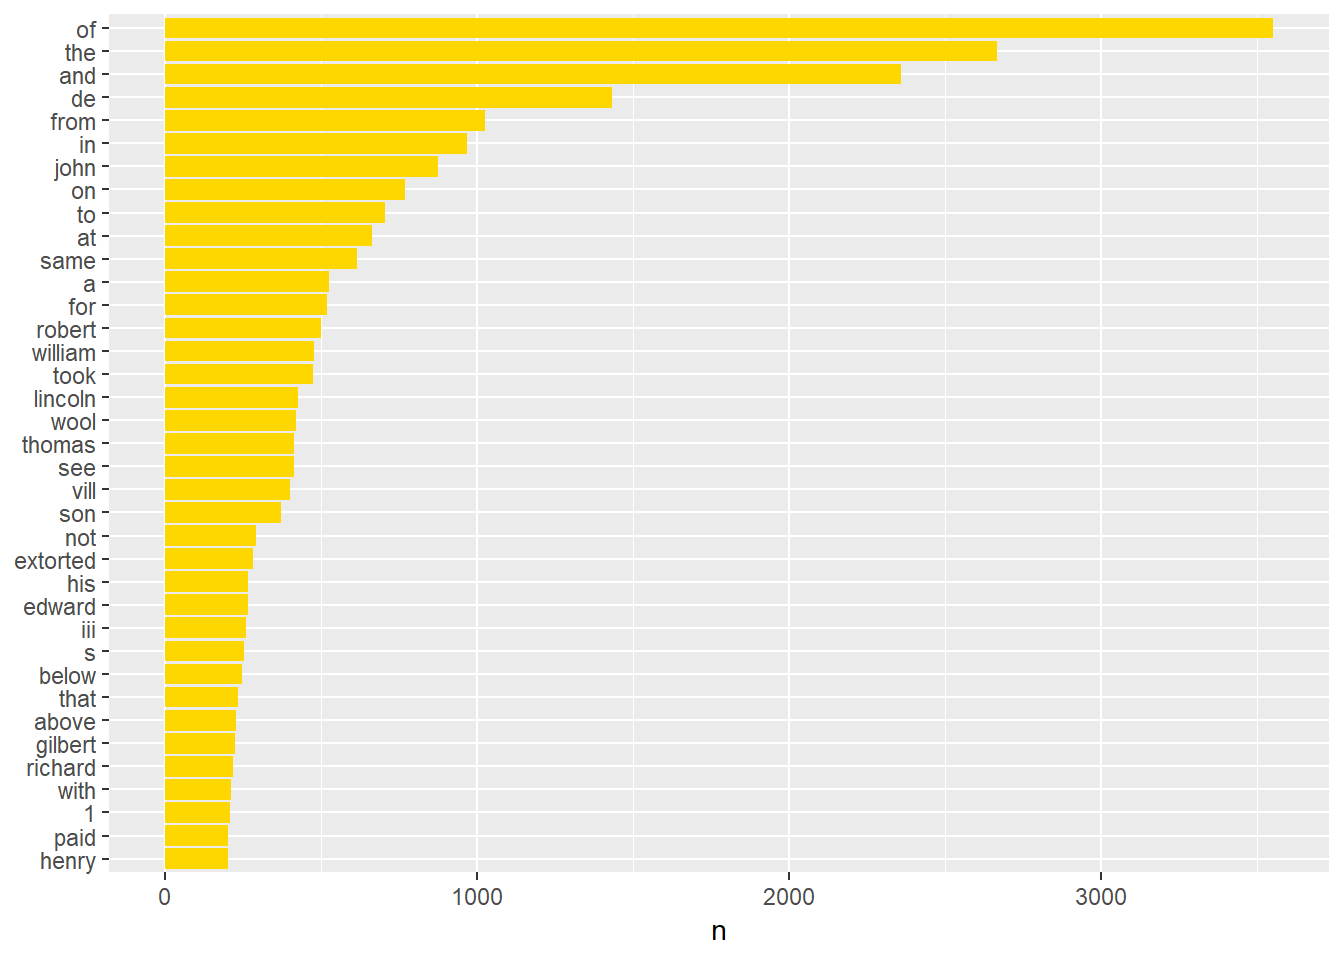 of
the
and
de
from
in
john
on
to
at
same
a
for
robert
william
took
lincoln
wool
thomas
see
vill
son
not
extorted
his
edward
iii
s
below
that
above
gilbert
richard
with
1
paid
henry
0 1000 2000 3000
n